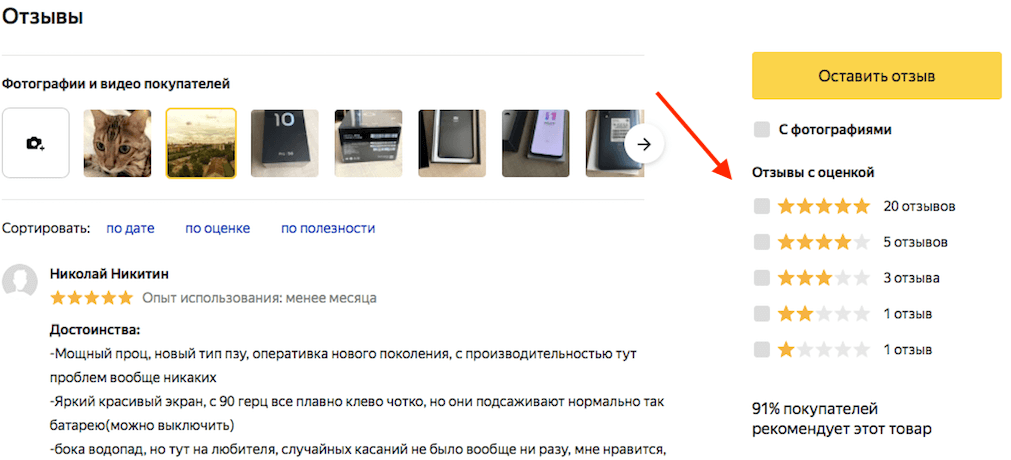 Отзывы
Фотографии и видео покупателей
10
Сортировать: по дате по оценке по полезности
Николай Никитин
Опыт использования: менее месяца
Достоинства:
-Мощный проц, новый тип пзу, оперативка нового поколения, с производительностью тут
проблем вообще никаких
-Яркий красивый экран, с 90 герц все плавно клево чотко, но они подсаживают нормально так
батарею(можно выключить)
-бока водопад, но тут на любителя, случайных касаний не было вообще ни разу, мне нравится,
Оставить отзыв
С фотографиями
Отзывы с оценкой
20 отзывов
5 отзывов
3 отзыва
1 отзыв
1 отзыв
91% покупателей
рекомендует этот товар